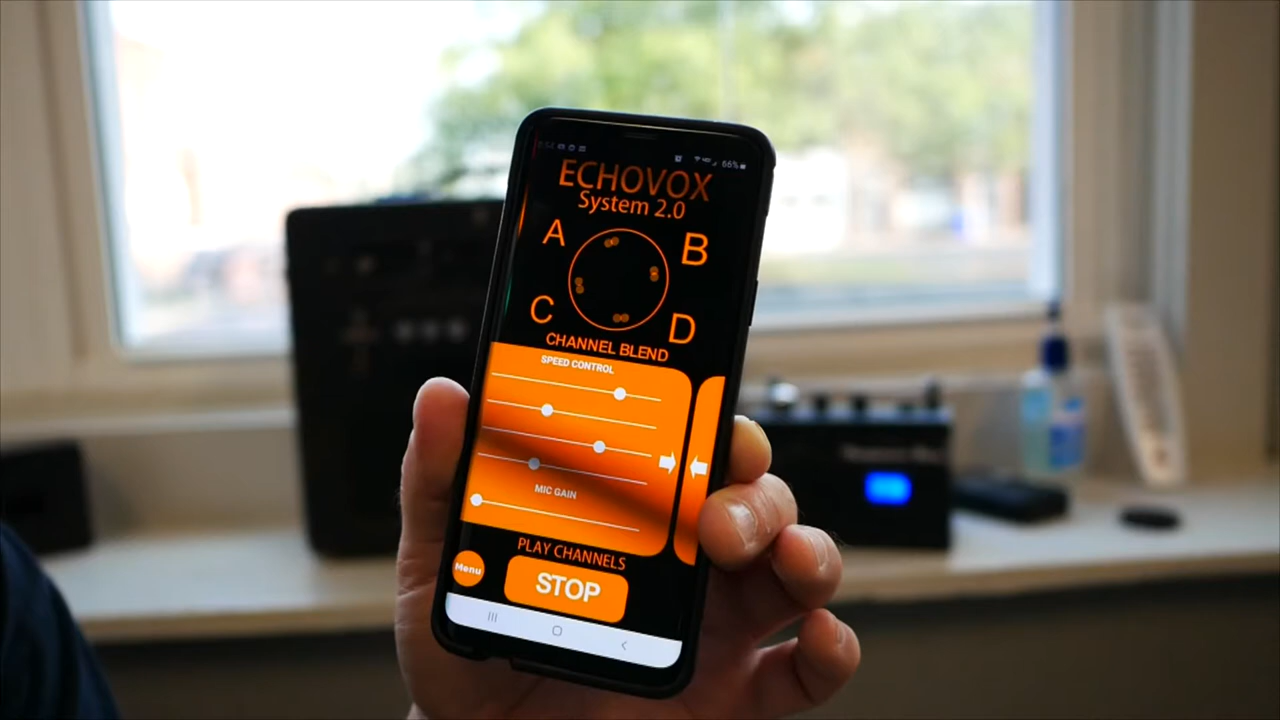 66%
ECHOVOX
System 2.0
A
B
C
D
CHANNEL BLEND
SPEED CONTROL
MIC GAIN
PLAY CHANNELS
Menu
STOP